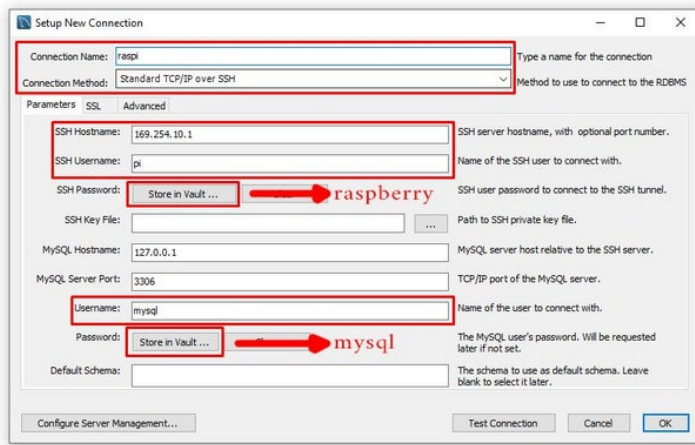 Setup New Connection
Connection Name: raspi Type a name for the connection
Connection Method: Standard TCP/IP over SSH Method to use to connect to the RDBMS
Parameters SSL Advanced
SSH Hostname: 169.254.10.1 SSH server hostname, with optional port number.
SSH Username: pi Name of the SSH user to connect with.
SSH Password: Store in Vault ... raspberry SSH user password to connect to the SSH tunnel.
SSH Key File: ... Path to SSH private key file.
MySQL Hostname: 127.0.0.1 MySQL server host relative to the SSH server.
MySQL Server Port: 3306 TCP/IP port of the MySQL server.
Username: mysql Name of the user to connect with.
Password: Store in Vault ... mysql The MySQL user's password. Will be requested
later if not set.
Default Schema: The schema to use as default schema. Leave
blank to select it later.
Configure Server Management... Test Connection Cancel OK